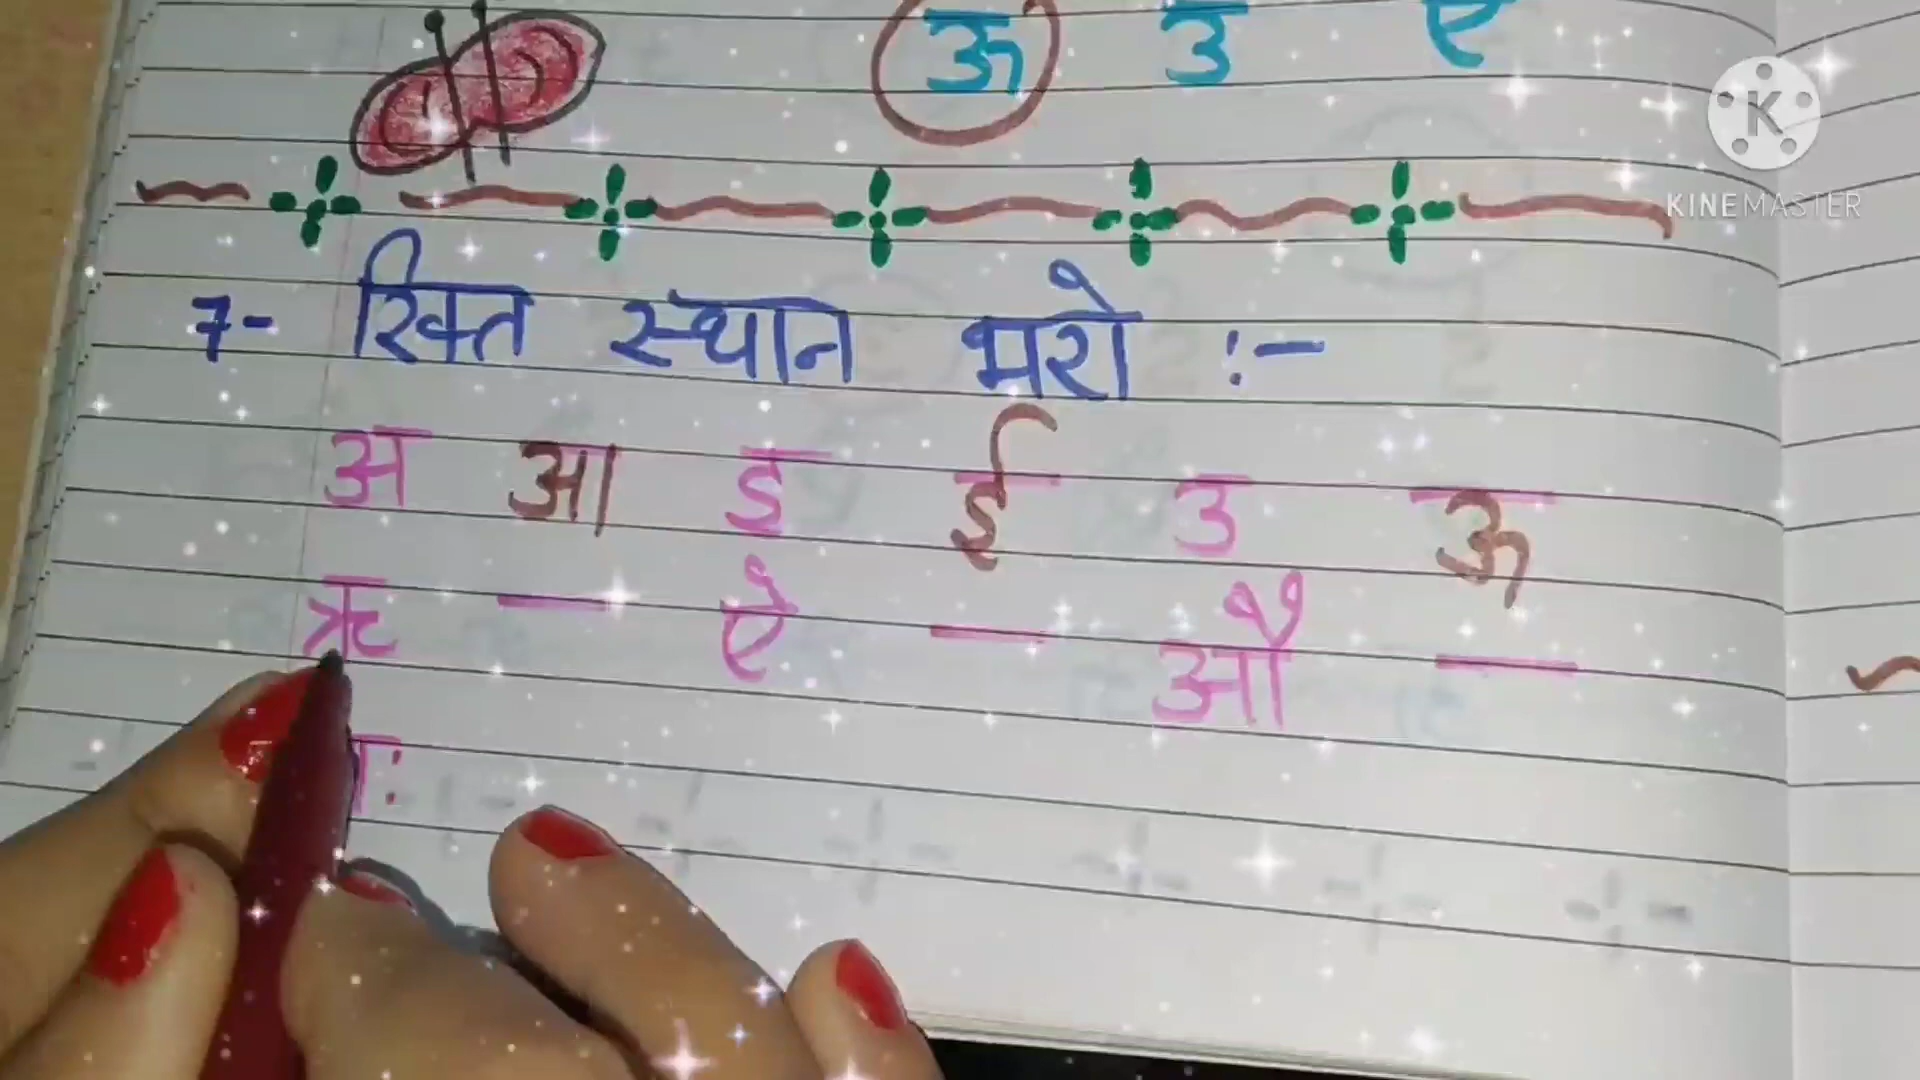 ऊ उ ए
K
KINEMASTER
7- रिक्त स्थान भरो :-
अ आ इ ई उ ऊ
ऋ — ऐ — औ —